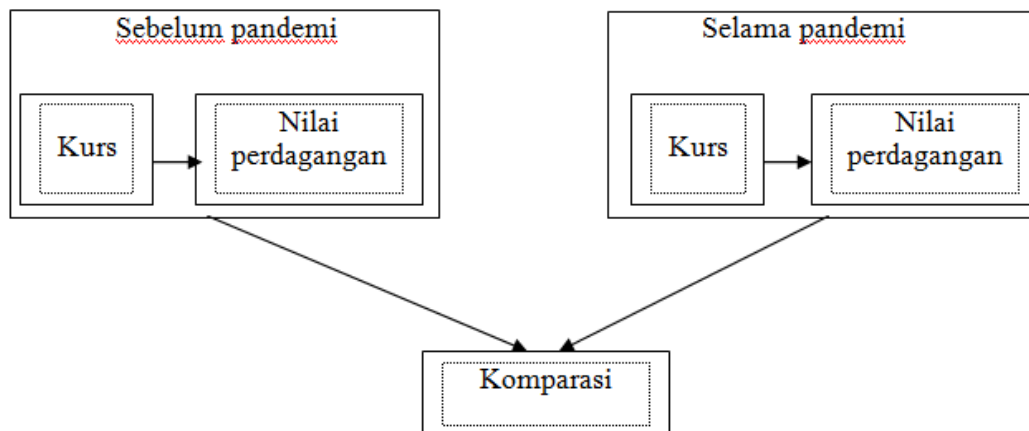 Sebelum pandemi
Kurs
Nilai
perdagangan
Selama pandemi
Kurs
Nilai
perdagangan
Komparasi